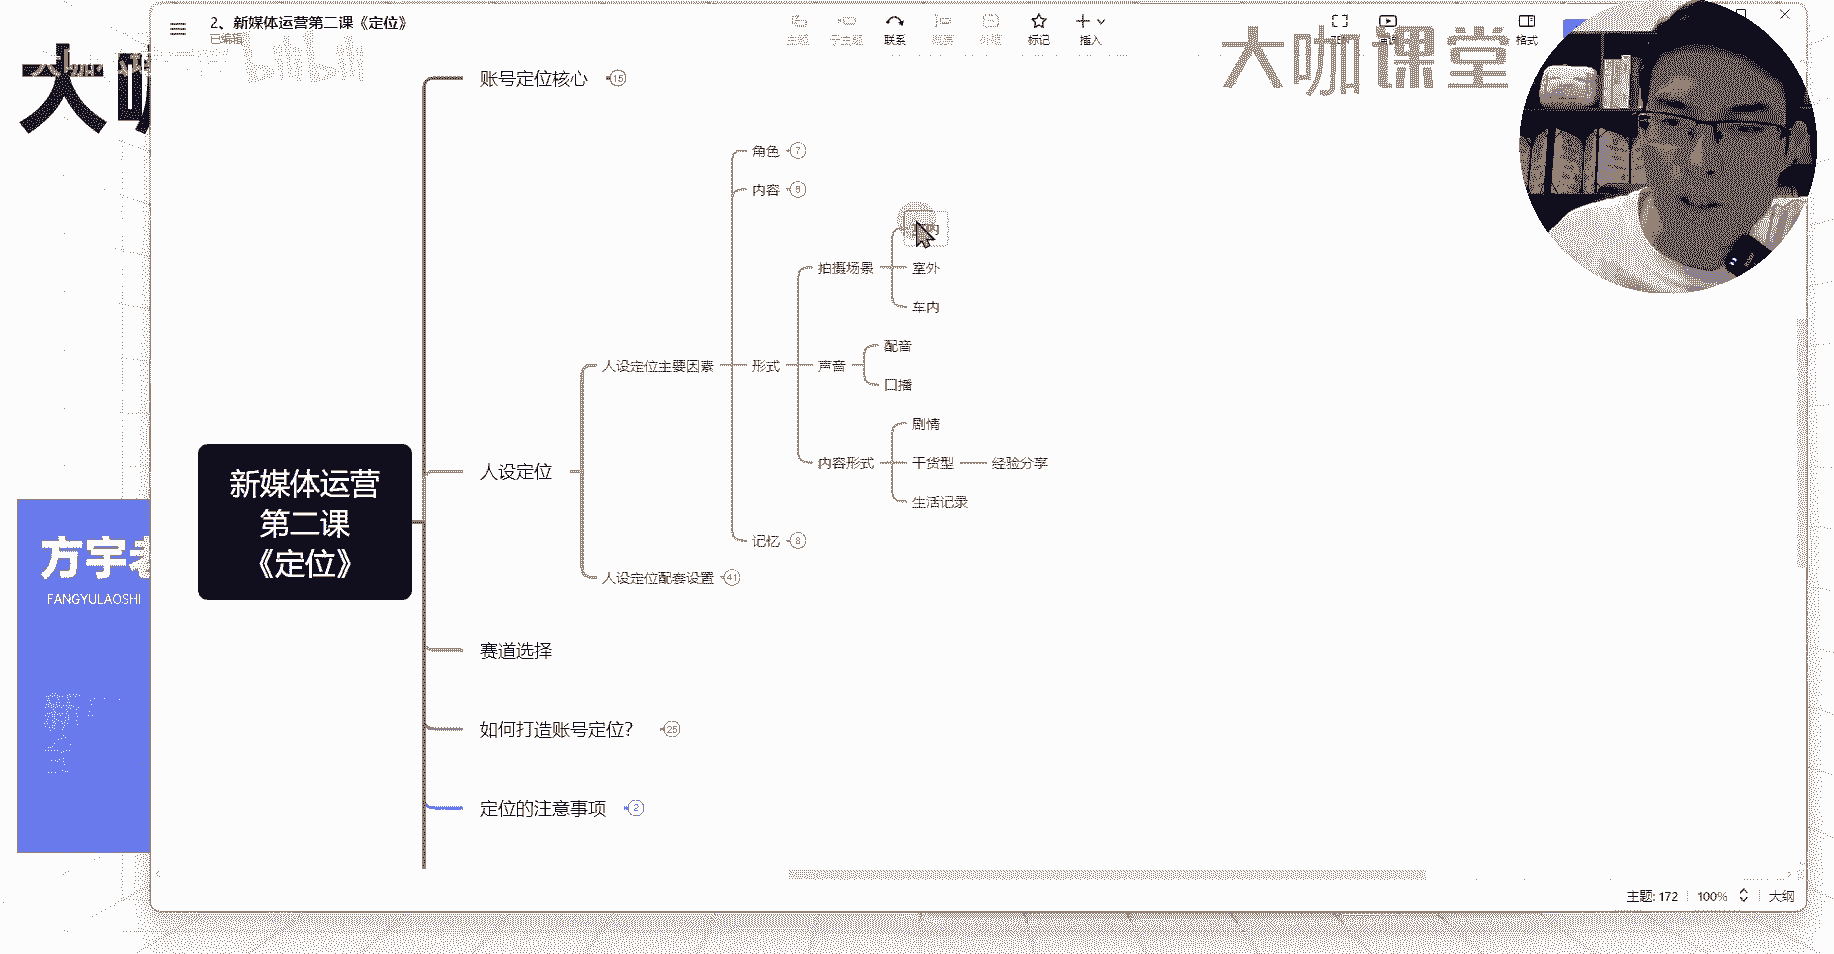 2、新媒体运营第二课《定位》
已编辑
主题
子主题
联系
概要
外框
标记
插入
格式
大咖课堂
bilibili
大咖
账号定位核心 15
角色 7
内容 8
拍摄场景
室外
车内
人设定位主要因素
形式
声音
配音
口播
内容形式
剧情
干货型
经验分享
生活记录
记忆 8
人设定位
人设定位配套设置 41
新媒体运营
第二课
《定位》
赛道选择
如何打造账号定位? 25
定位的注意事项 2
方宇老
FANGYULAOSHI
主题: 172
100%
大纲